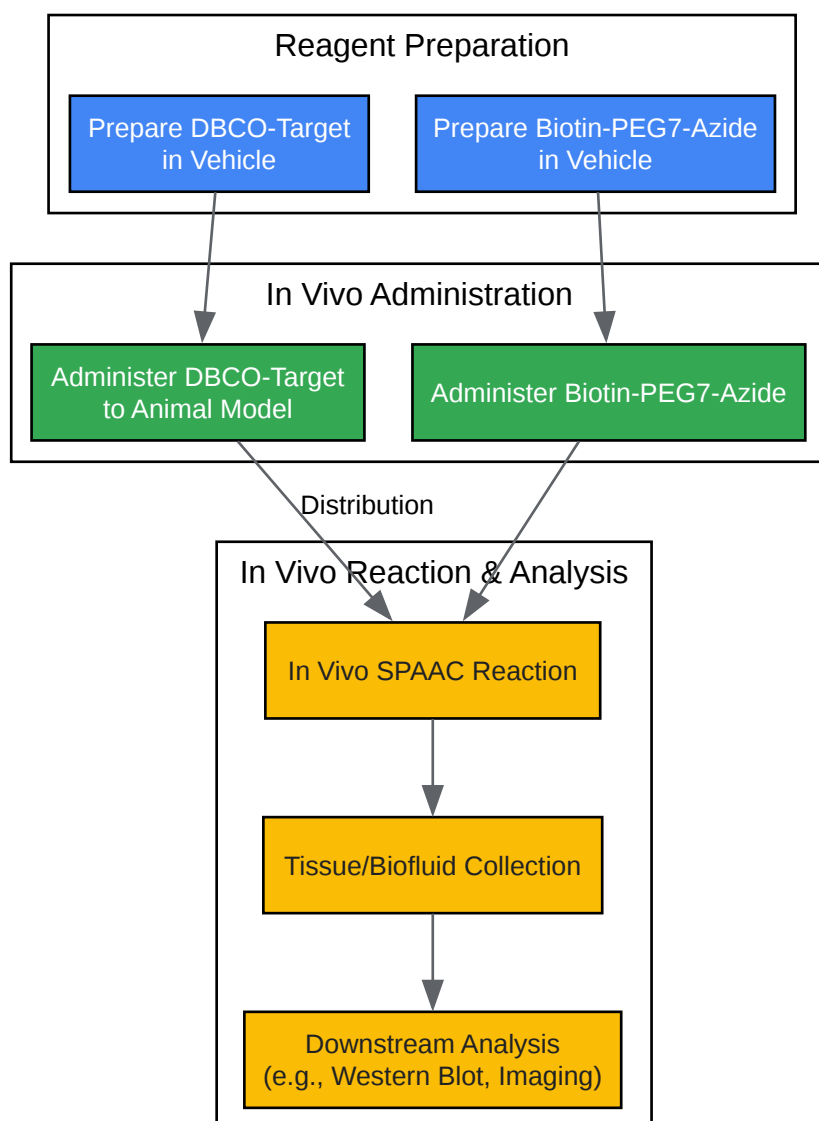 Reagent Preparation
Prepare DBCO-Target
in Vehicle
Prepare Biotin-PEG7-Azide
in Vehicle
In Vivo Administration
Administer DBCO-Target
to Animal Model
Administer Biotin-PEG7-Azide
Distribution
In Vivo Reaction & Analysis
In Vivo SPAAC Reaction
Tissue/Biofluid Collection
Downstream Analysis
(e.g., Western Blot, Imaging)